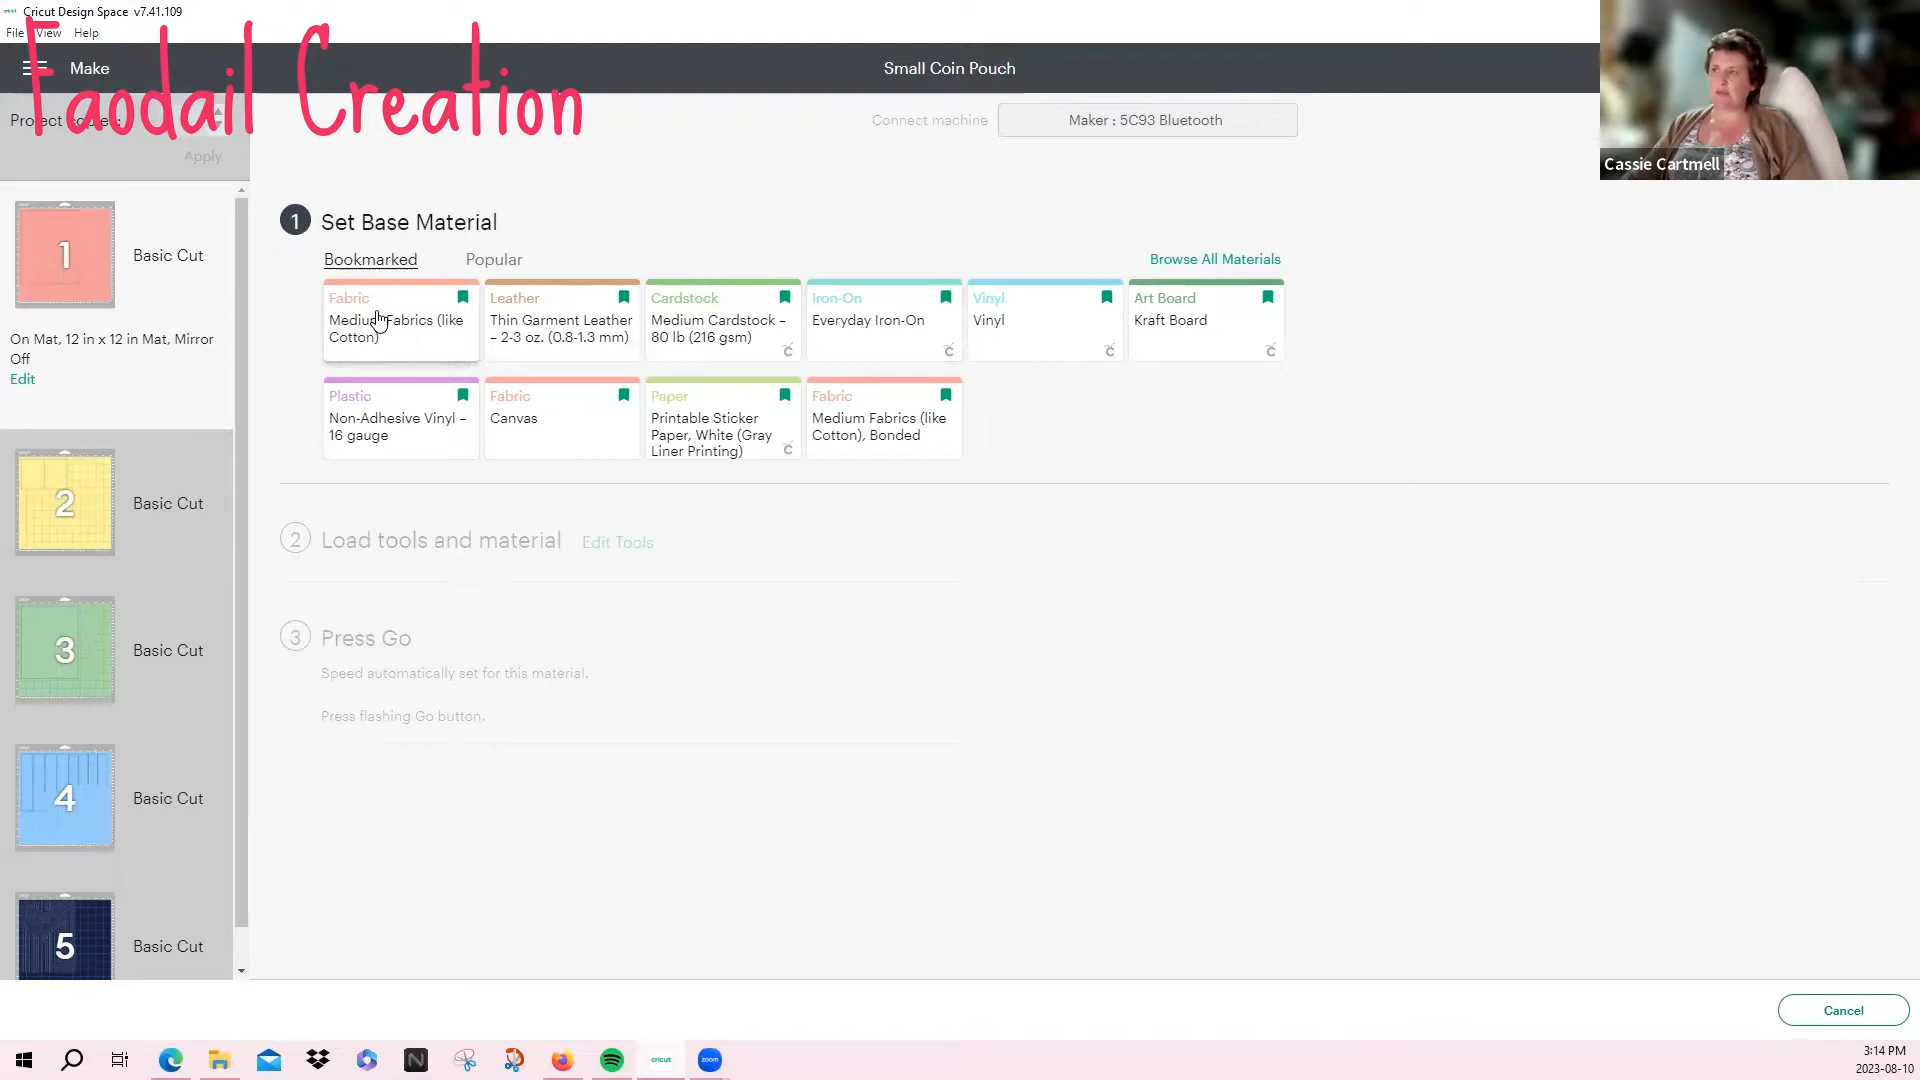 cricut Cricut Design Space v7.41.109
File View Help
Faodail Creation
Make
Small Coin Pouch
Cassie Cartmell
Project copies:
Apply
Connect machine
Maker : 5C93 Bluetooth
1
Basic Cut
On Mat, 12 in x 12 in Mat, Mirror
Off
Edit
2
Basic Cut
3
Basic Cut
4
Basic Cut
5
Basic Cut
1 Set Base Material
Bookmarked
Popular
Browse All Materials
Fabric
Medium Fabrics (like
Cotton)
Leather
Thin Garment Leather
– 2-3 oz. (0.8-1.3 mm)
Cardstock
Medium Cardstock –
80 lb (216 gsm)
Iron-On
Everyday Iron-On
Vinyl
Vinyl
Art Board
Kraft Board
Plastic
Non-Adhesive Vinyl –
16 gauge
Fabric
Canvas
Paper
Printable Sticker
Paper, White (Gray
Liner Printing)
Fabric
Medium Fabrics (like
Cotton), Bonded
2 Load tools and material Edit Tools
3 Press Go
Speed automatically set for this material.
Press flashing Go button.
Cancel
cricut
zoom
3:14 PM
2023-08-10